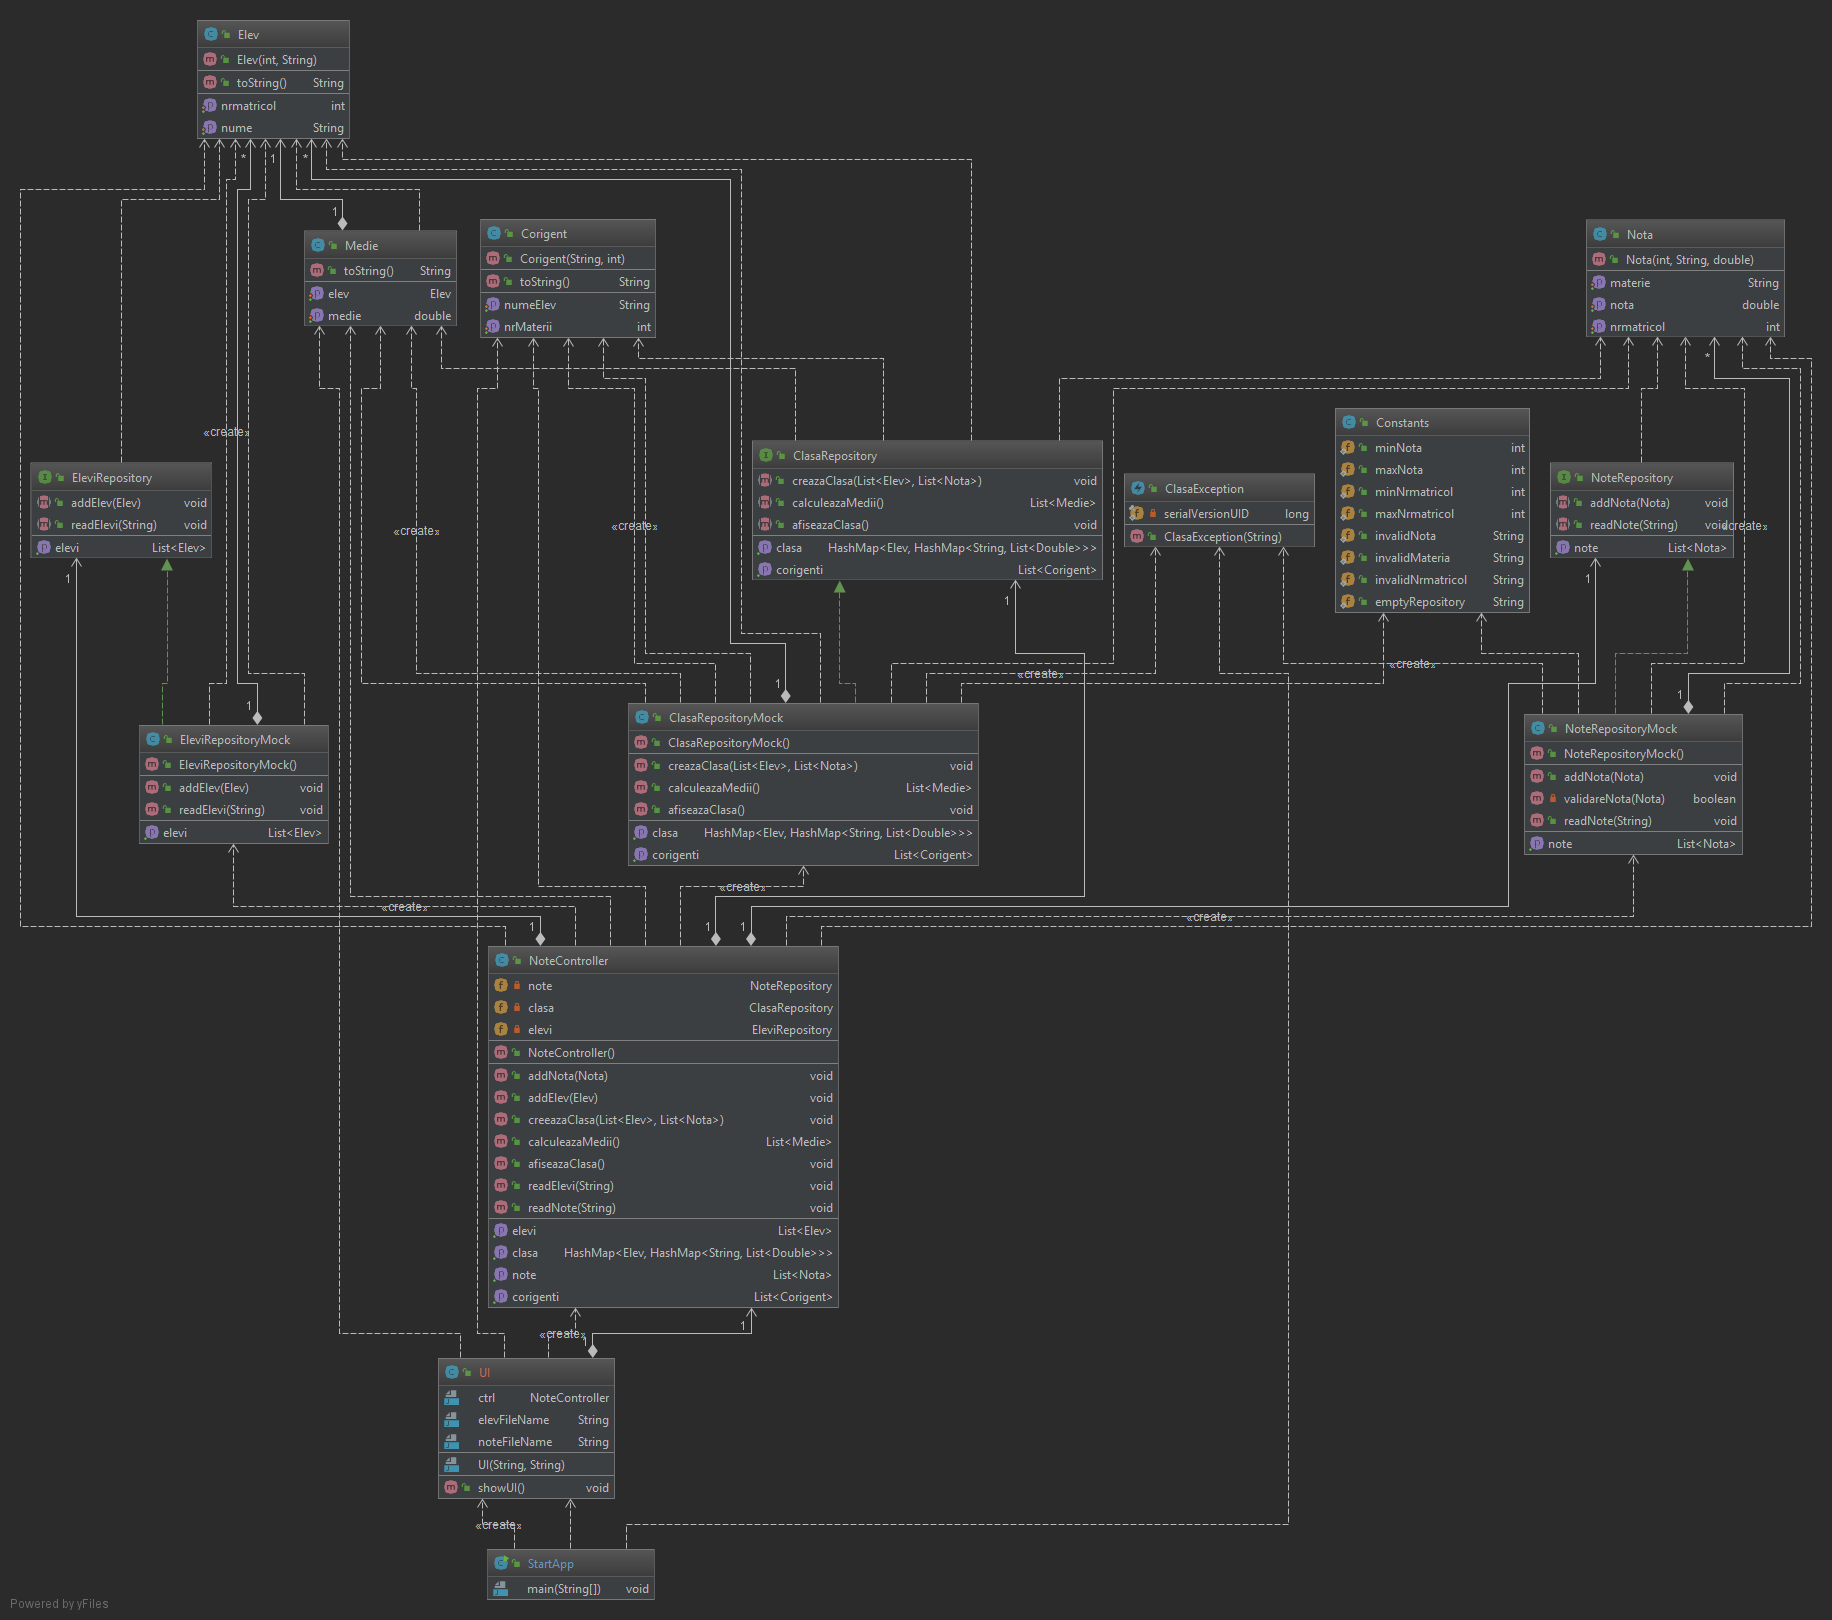 Elev
Elev(int, String)
toString() String
nrmatricol int
nume String
* 1 *
1
Medie
toString() String
elev Elev
medie double
Corigent
Corigent(String, int)
toString() String
numeElev String
nrMaterii int
Nota
Nota(int, String, double)
materie String
nota double
nrmatricol int
*
«create»
«create»
«create»
EleviRepository
addElev(Elev) void
readElevi(String) void
elevi List<Elev>
1
ClasaRepository
creazaClasa(List<Elev>, List<Nota>) void
calculeazaMedii() List<Medie>
afiseazaClasa() void
clasa HashMap<Elev, HashMap<String, List<Double>>>
corigenti List<Corigent>
1
ClasaException
serialVersionUID long
ClasaException(String)
Constants
minNota int
maxNota int
minNrmatricol int
maxNrmatricol int
invalidNota String
invalidMateria String
invalidNrmatricol String
emptyRepository String
NoteRepository
addNota(Nota) void
readNote(String) void
«create»
note List<Nota>
1
«create»
«create»
1
1
1
EleviRepositoryMock
EleviRepositoryMock()
addElev(Elev) void
readElevi(String) void
elevi List<Elev>
ClasaRepositoryMock
ClasaRepositoryMock()
creazaClasa(List<Elev>, List<Nota>) void
calculeazaMedii() List<Medie>
afiseazaClasa() void
clasa HashMap<Elev, HashMap<String, List<Double>>>
corigenti List<Corigent>
NoteRepositoryMock
NoteRepositoryMock()
addNota(Nota) void
validareNota(Nota) boolean
readNote(String) void
note List<Nota>
«create»
«create»
«create»
1 1 1
NoteController
note NoteRepository
clasa ClasaRepository
elevi EleviRepository
NoteController()
addNota(Nota) void
addElev(Elev) void
creeazaClasa(List<Elev>, List<Nota>) void
calculeazaMedii() List<Medie>
afiseazaClasa() void
readElevi(String) void
readNote(String) void
elevi List<Elev>
clasa HashMap<Elev, HashMap<String, List<Double>>>
note List<Nota>
corigenti List<Corigent>
1
«create»
1
UI
ctrl NoteController
elevFileName String
noteFileName String
UI(String, String)
showUI() void
«create»
StartApp
main(String[]) void
Powered by yFiles